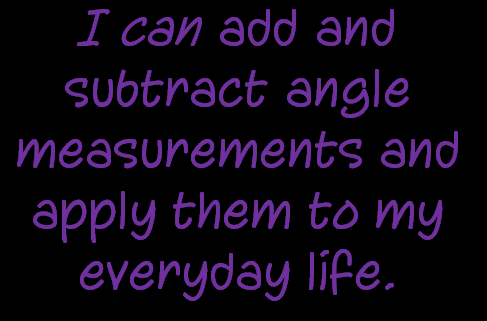 I can add and
subtract angle
measurements and
apply them to my
everyday life.